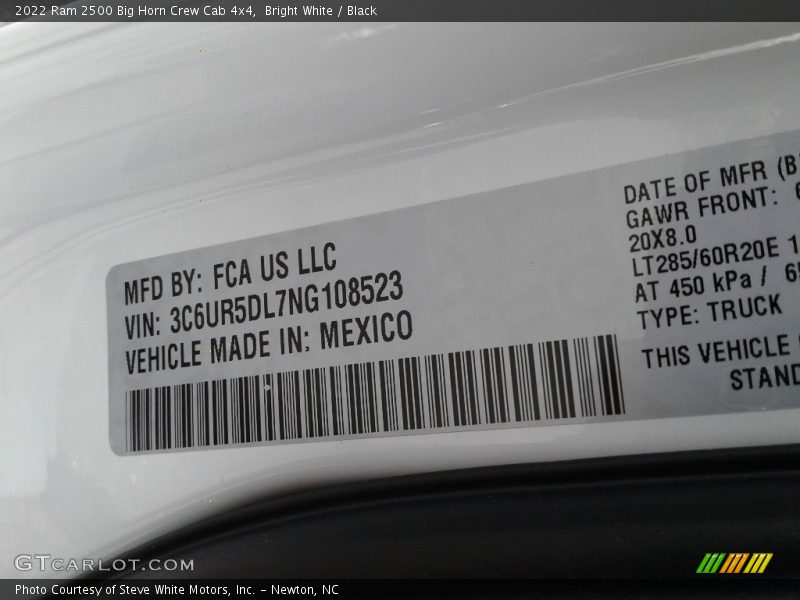 2022 Ram 2500 Big Horn Crew Cab 4x4,  Bright White / Black
MFD BY: FCA US LLC
VIN: 3C6UR5DL7NG108523
VEHICLE MADE IN: MEXICO
DATE OF MFR
GAWR FRONT:
20X8.0
LT285/60R20E
AT 450 kPa /
TYPE: TRUCK
THIS VEHICLE
GTCARLOT.COM
Photo Courtesy of Steve White Motors, Inc. – Newton, NC